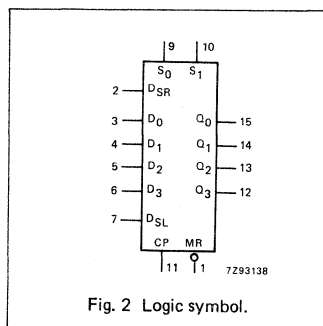 9 10
S0 S1
2 DSR
3 D0 Q0 15
4 D1 Q1 14
5 D2 Q2 13
6 D3 Q3 12
7 DSL
CP MR
11 1 7Z93138
Fig. 2 Logic symbol.